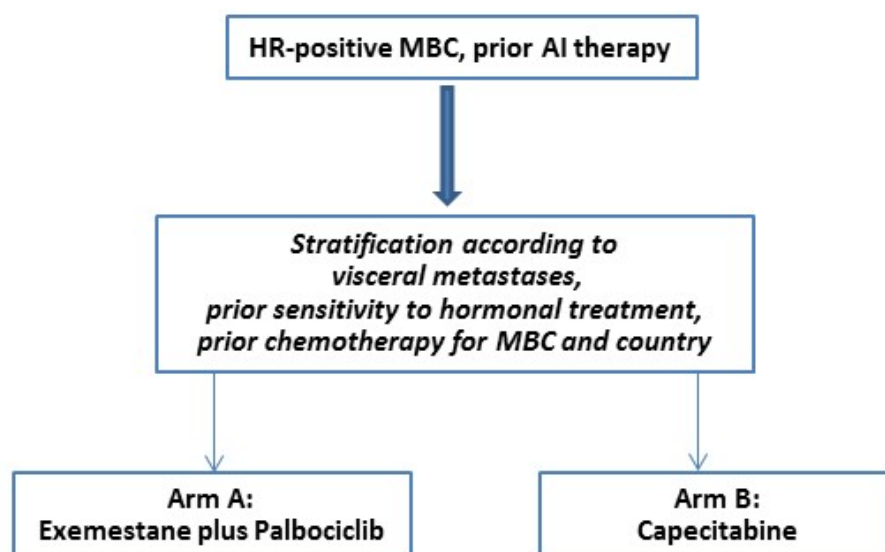 HR-positive MBC, prior AI therapy
Stratification according to
visceral metastases,
prior sensitivity to hormonal treatment,
prior chemotherapy for MBC and country
Arm A:
Exemestane plus Palbociclib
Arm B:
Capecitabine